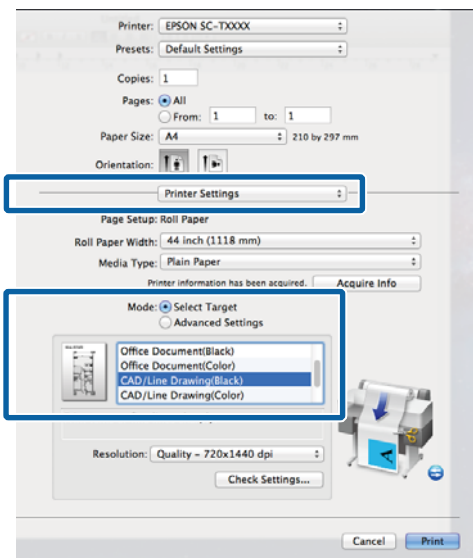 Printer: EPSON SC-TXXXX
Presets: Default Settings
Copies: 1
Pages: All
From: 1 to: 1
Paper Size: A4 210 by 297 mm
Orientation:
Printer Settings
Page Setup: Roll Paper
Roll Paper Width: 44 inch (1118 mm)
Media Type: Plain Paper
Printer information has been acquired. Acquire Info
Mode: Select Target
Advanced Settings
Office Document(Black)
Office Document(Color)
CAD/Line Drawing(Black)
CAD/Line Drawing(Color)
Resolution: Quality – 720x1440 dpi
Check Settings...
Cancel Print